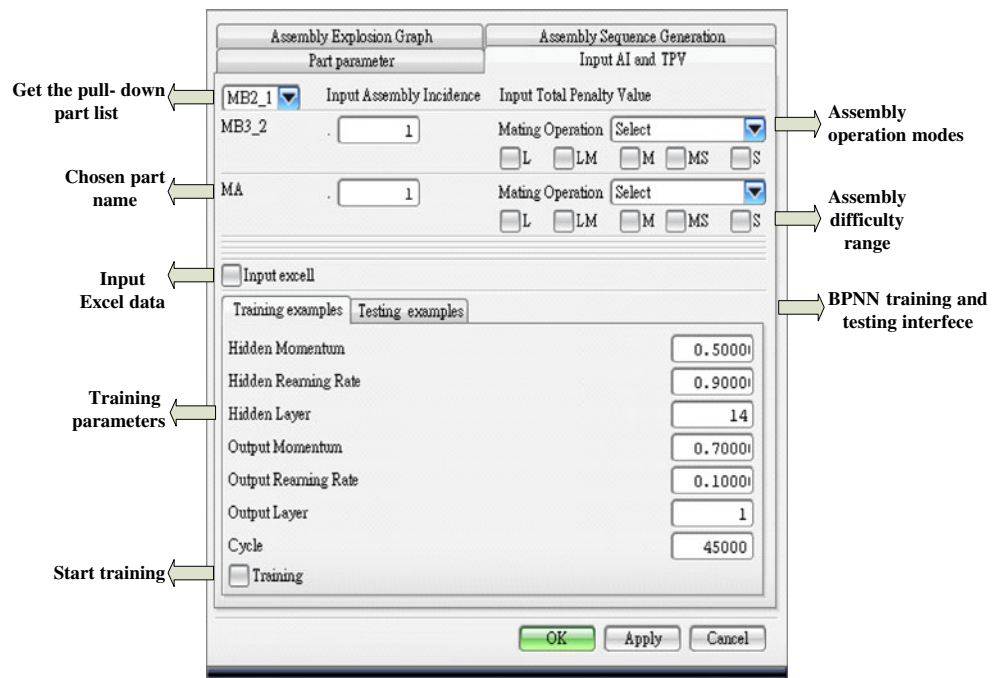 Assembly Explosion Graph
Assembly Sequence Generation
Part parameter
Input AI and TPV
Get the pull- down
part list
MB2_1
Input Assembly Incidence
Input Total Penalty Value
MB3_2
. 1
Mating Operation Select
L LM M MS S
Assembly
operation modes
Chosen part
name
MA
. 1
Mating Operation Select
L LM M MS S
Assembly
difficulty
range
Input
Excel data
Input excell
BPNN training and
testing interfece
Training examples
Testing examples
Hidden Momentum 0.5000
Hidden Rearning Rate 0.9000
Training
parameters
Hidden Layer 14
Output Momentum 0.7000
Output Rearning Rate 0.1000
Output Layer 1
Cycle 45000
Start training
Training
OK Apply Cancel